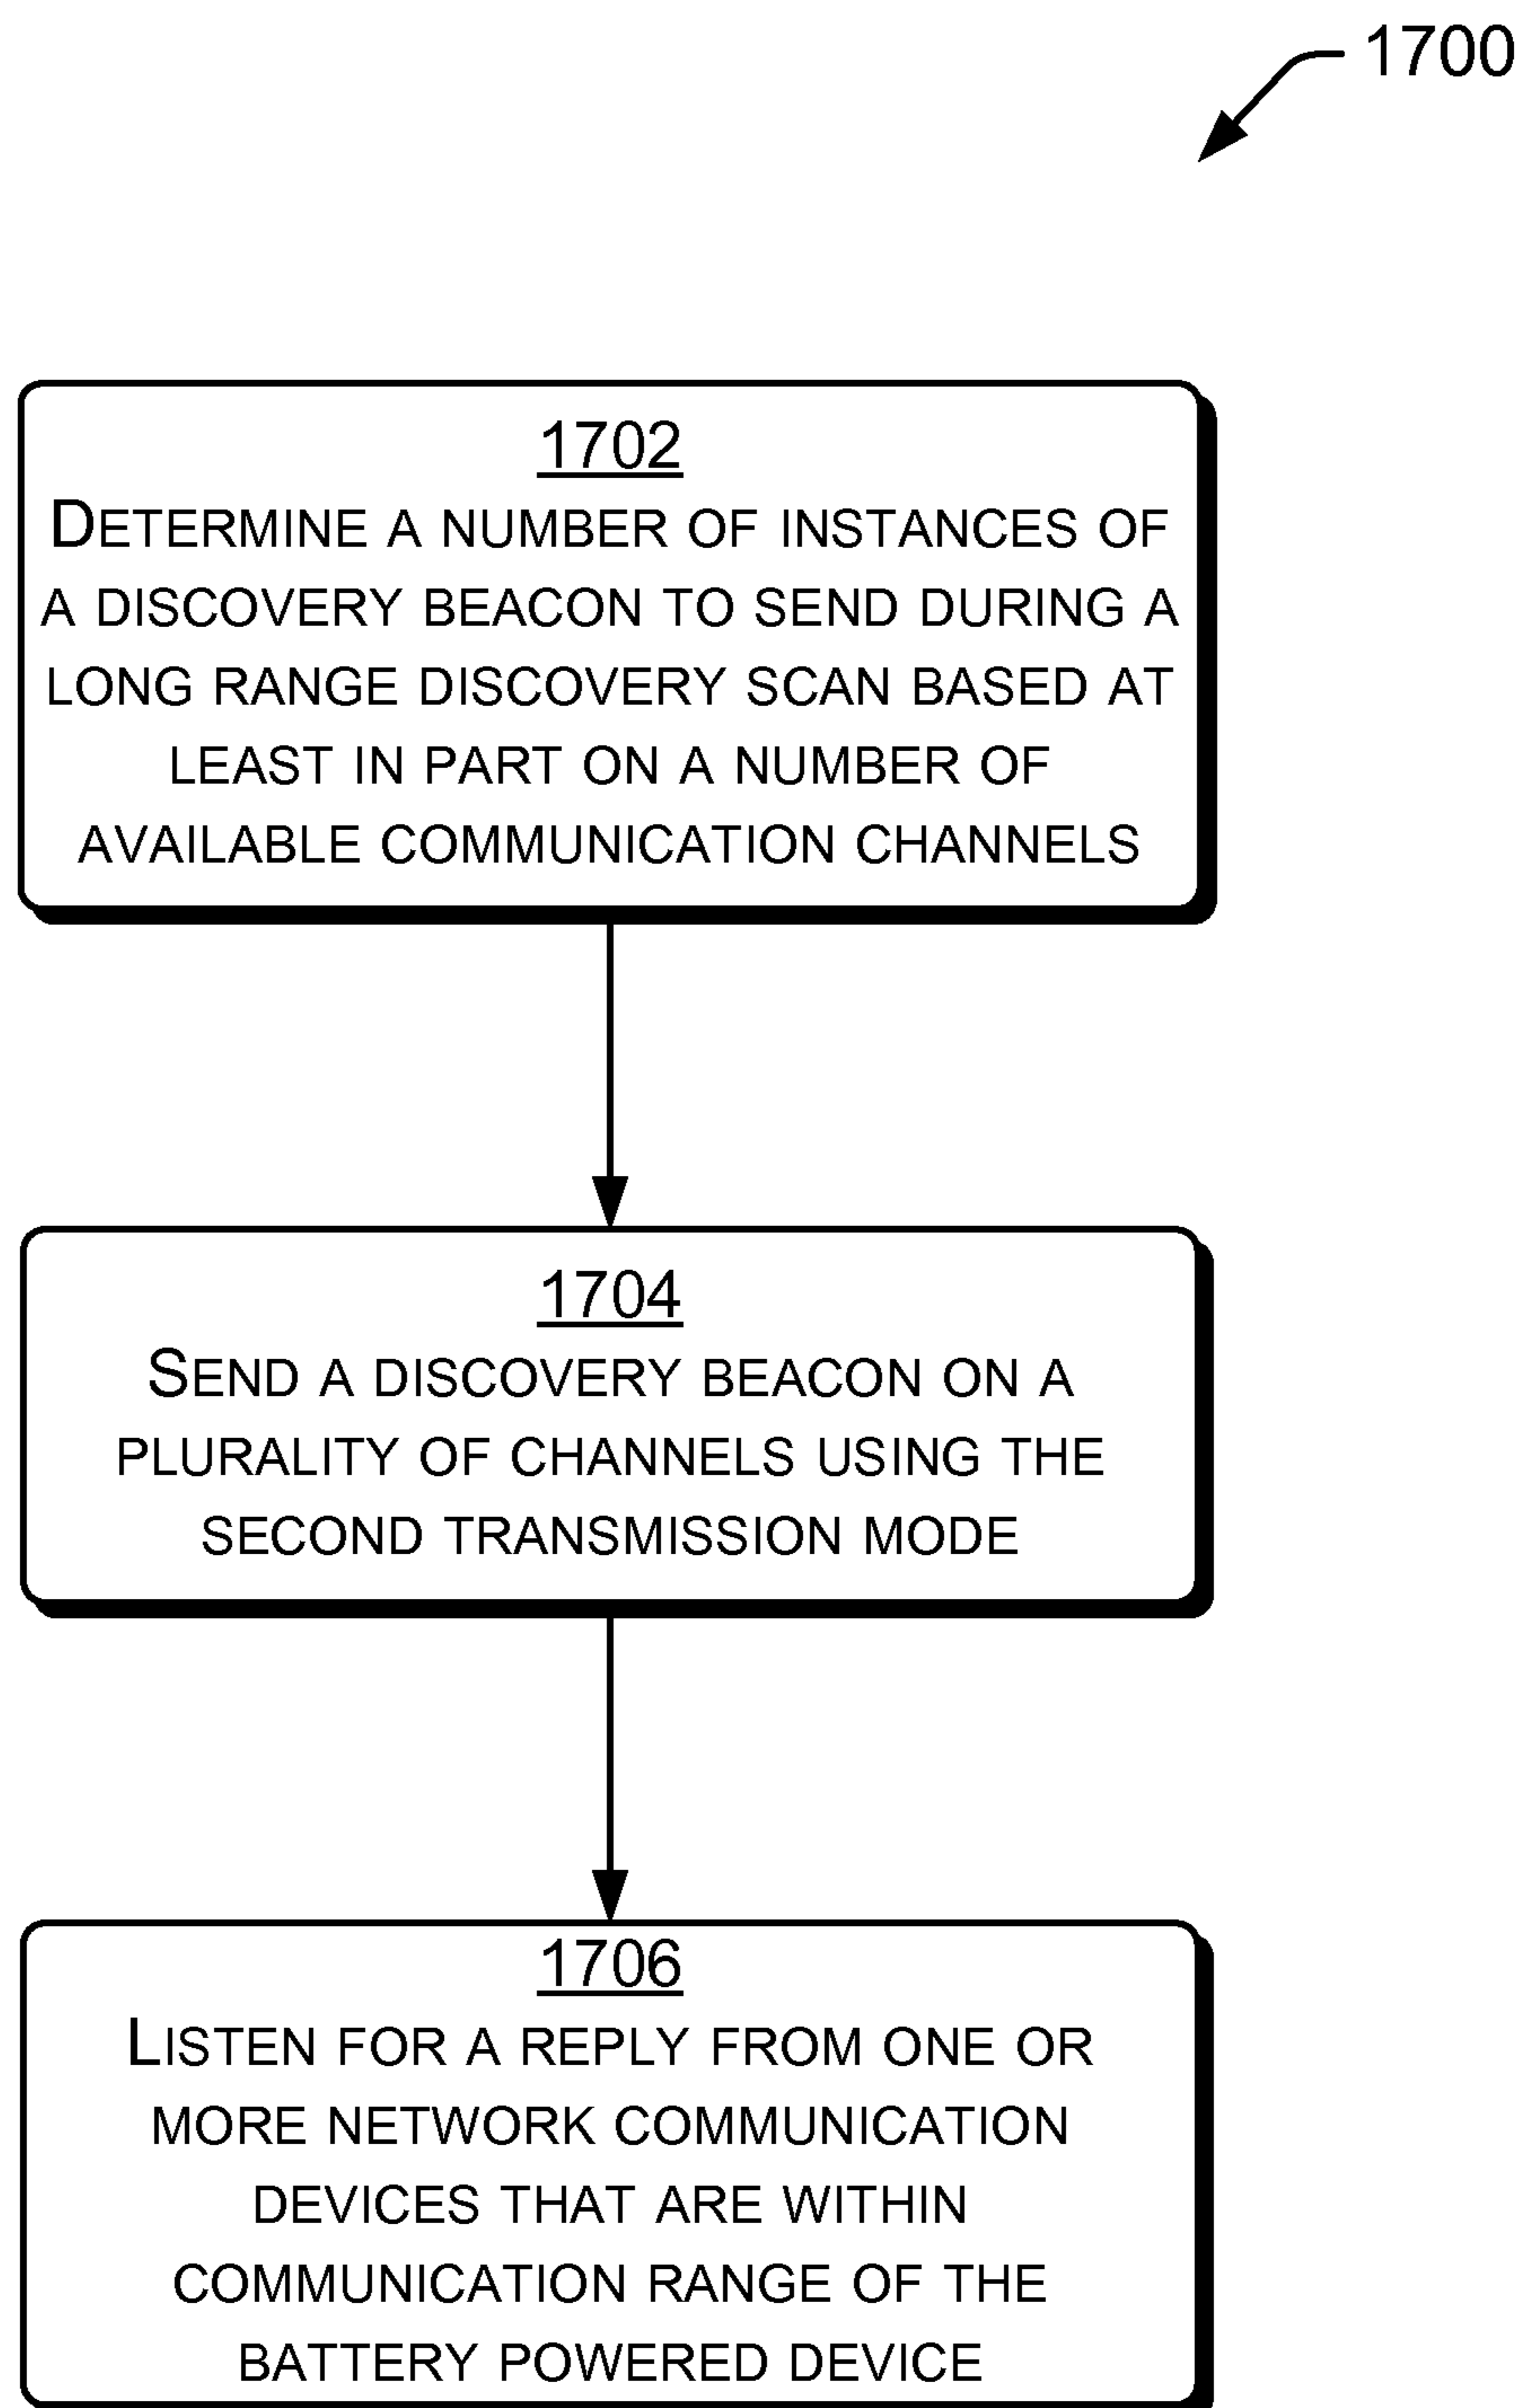 1700
1702
DETERMINE A NUMBER OF INSTANCES OF
A DISCOVERY BEACON TO SEND DURING A
LONG RANGE DISCOVERY SCAN BASED AT
LEAST IN PART ON A NUMBER OF
AVAILABLE COMMUNICATION CHANNELS
1704
SEND A DISCOVERY BEACON ON A
PLURALITY OF CHANNELS USING THE
SECOND TRANSMISSION MODE
1706
LISTEN FOR A REPLY FROM ONE OR
MORE NETWORK COMMUNICATION
DEVICES THAT ARE WITHIN
COMMUNICATION RANGE OF THE
BATTERY POWERED DEVICE